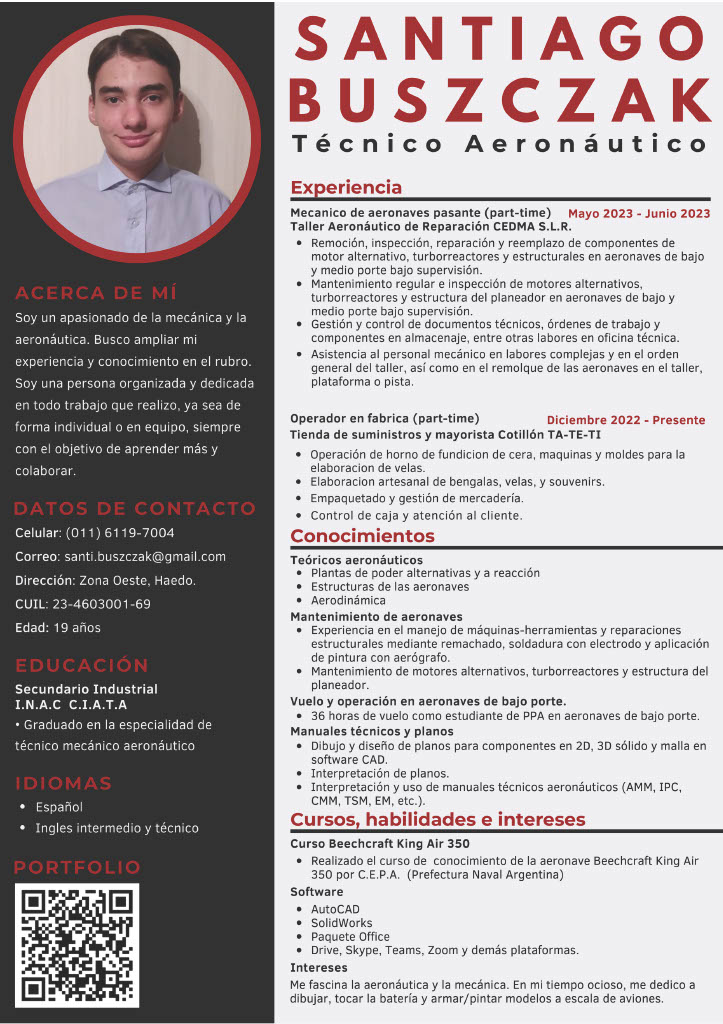 SANTIAGO
BUSZCZAK
Técnico Aeronáutico
ACERCA DE MÍ
Soy un apasionado de la mecánica y la
aeronáutica. Busco ampliar mi
experiencia y conocimiento en el rubro.
Soy una persona organizada y dedicada
en todo trabajo que realizo, ya sea de
forma individual o en equipo, siempre
con el objetivo de aprender más y
colaborar.
DATOS DE CONTACTO
Celular: (011) 6119-7004
Correo: santi.buszczak@gmail.com
Dirección: Zona Oeste, Haedo.
CUIL: 23-4603001-69
Edad: 19 años
EDUCACIÓN
Secundario Industrial
I.N.A.C C.I.A.T.A
• Graduado en la especialidad de
técnico mecánico aeronáutico
IDIOMAS
• Español
• Ingles intermedio y técnico
PORTFOLIO
Experiencia
Mecanico de aeronaves pasante (part-time) Mayo 2023 - Junio 2023
Taller Aeronáutico de Reparación CEDMA S.L.R.
• Remoción, inspección, reparación y reemplazo de componentes de
motor alternativo, turborreactores y estructurales en aeronaves de bajo
y medio porte bajo supervisión.
• Mantenimiento regular e inspección de motores alternativos,
turborreactores y estructura del planeador en aeronaves de bajo y
medio porte bajo supervisión.
• Gestión y control de documentos técnicos, órdenes de trabajo y
componentes en almacenaje, entre otras labores en oficina técnica.
• Asistencia al personal mecánico en labores complejas y en el orden
general del taller, así como en el remolque de las aeronaves en el taller,
plataforma o pista.
Operador en fabrica (part-time) Diciembre 2022 - Presente
Tienda de suministros y mayorista Cotillón TA-TE-TI
• Operación de horno de fundicion de cera, maquinas y moldes para la
elaboracion de velas.
• Elaboracion artesanal de bengalas, velas, y souvenirs.
• Empaquetado y gestión de mercadería.
• Control de caja y atención al cliente.
Conocimientos
Teóricos aeronáuticos
• Plantas de poder alternativas y a reacción
• Estructuras de las aeronaves
• Aerodinámica
Mantenimiento de aeronaves
• Experiencia en el manejo de máquinas-herramientas y reparaciones
estructurales mediante remachado, soldadura con electrodo y aplicación
de pintura con aerógrafo.
• Mantenimiento de motores alternativos, turborreactores y estructura del
planeador.
Vuelo y operación en aeronaves de bajo porte.
• 36 horas de vuelo como estudiante de PPA en aeronaves de bajo porte.
Manuales técnicos y planos
• Dibujo y diseño de planos para componentes en 2D, 3D sólido y malla en
software CAD.
• Interpretación de planos.
• Interpretación y uso de manuales técnicos aeronáuticos (AMM, IPC,
CMM, TSM, EM, etc.).
Cursos, habilidades e intereses
Curso Beechcraft King Air 350
• Realizado el curso de conocimiento de la aeronave Beechcraft King Air
350 por C.E.P.A. (Prefectura Naval Argentina)
Software
• AutoCAD
• SolidWorks
• Paquete Office
• Drive, Skype, Teams, Zoom y demás plataformas.
Intereses
Me fascina la aeronáutica y la mecánica. En mi tiempo ocioso, me dedico a
dibujar, tocar la batería y armar/pintar modelos a escala de aviones.